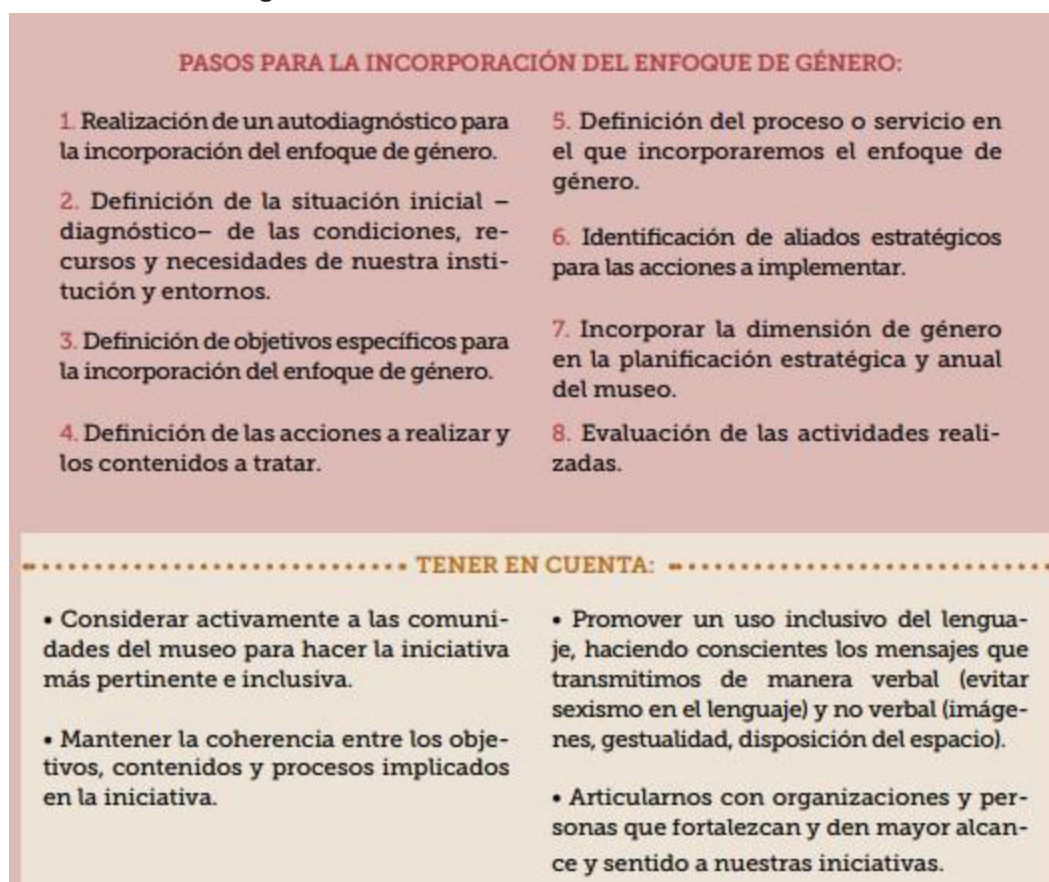 PASOS PARA LA INCORPORACIÓN DEL ENFOQUE DE GÉNERO:
1. Realización de un autodiagnóstico para
la incorporación del enfoque de género.
2. Definición de la situación inicial –
diagnóstico– de las condiciones, re-
cursos y necesidades de nuestra insti-
tución y entornos.
3. Definición de objetivos específicos para
la incorporación del enfoque de género.
4. Definición de las acciones a realizar y
los contenidos a tratar.
5. Definición del proceso o servicio en
el que incorporaremos el enfoque de
género.
6. Identificación de aliados estratégicos
para las acciones a implementar.
7. Incorporar la dimensión de género
en la planificación estratégica y anual
del museo.
8. Evaluación de las actividades reali-
zadas.
TENER EN CUENTA:
• Considerar activamente a las comuni-
dades del museo para hacer la iniciativa
más pertinente e inclusiva.
• Mantener la coherencia entre los obje-
tivos, contenidos y procesos implicados
en la iniciativa.
• Promover un uso inclusivo del lengua-
je, haciendo conscientes los mensajes que
transmitimos de manera verbal (evitar
sexismo en el lenguaje) y no verbal (imáge-
nes, gestualidad, disposición del espacio).
• Articularnos con organizaciones y per-
sonas que fortalezcan y den mayor alcan-
ce y sentido a nuestras iniciativas.